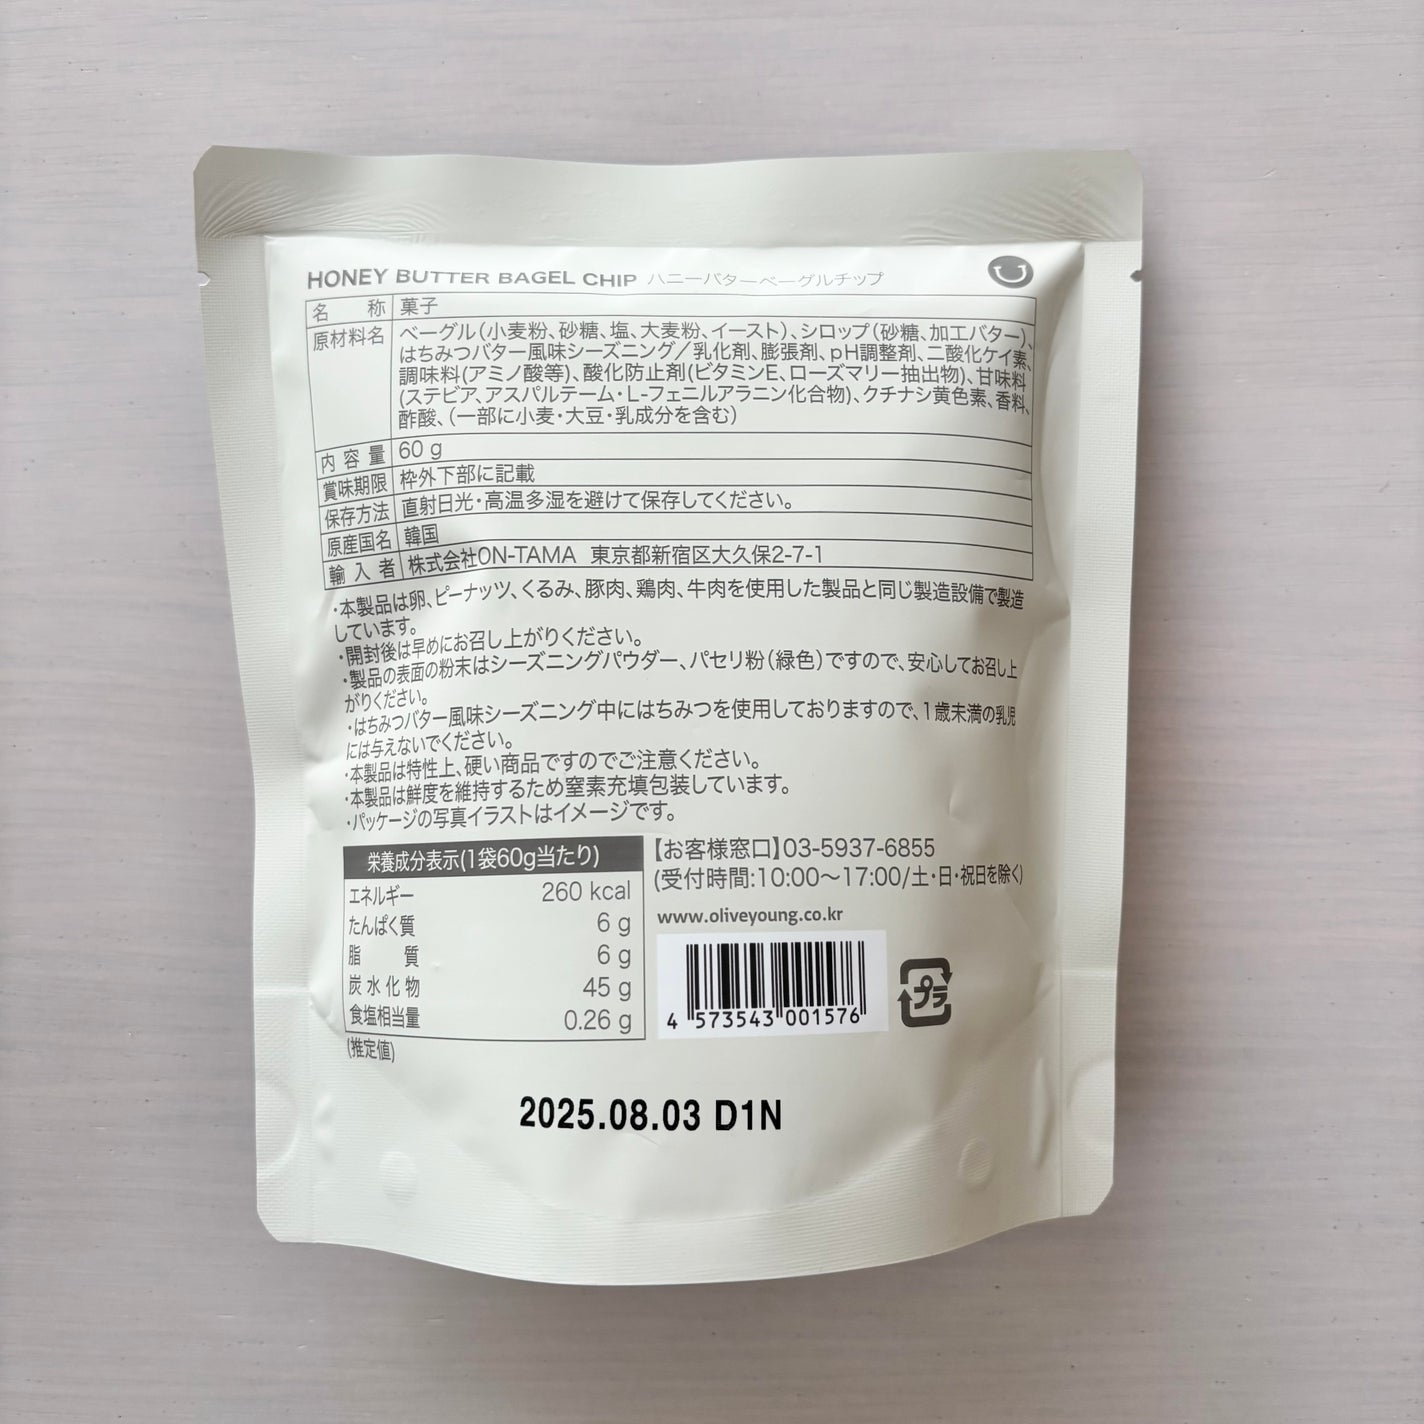 HONEY BUTTER BAGEL CHIP ハニーバターベーグルチップ
名 称 菓子
原材料名 ベーグル(小麦粉、砂糖、塩、大麦粉、イースト)、シロップ(砂糖、加工バター)、
はちみつバター風味シーズニング/乳化剤、膨張剤、pH調整剤、二酸化ケイ素、
調味料(アミノ酸等)、酸化防止剤(ビタミンE、ローズマリー抽出物)、甘味料
(ステビア、アスパルテーム・L-フェニルアラニン化合物)、クチナシ黄色素、香料、
酢酸、(一部に小麦・大豆・乳成分を含む)
内容量 60 g
賞味期限 枠外下部に記載
保存方法 直射日光・高温多湿を避けて保存してください。
原産国名 韓国
輸入者 株式会社ON-TAMA 東京都新宿区大久保2-7-1
・本製品は卵、ピーナッツ、くるみ、豚肉、鶏肉、牛肉を使用した製品と同じ製造設備で製造
しています。
・開封後は早めにお召し上がりください。
・製品の表面の粉末はシーズニングパウダー、パセリ粉(緑色)ですので、安心してお召し上
がりください。
・はちみつバター風味シーズニング中にはちみつを使用しておりますので、1歳未満の乳児
には与えないでください。
・本製品は特性上、硬い商品ですのでご注意ください。
・本製品は鮮度を維持するため窒素充填包装しています。
・パッケージの写真イラストはイメージです。
栄養成分表示(1袋60g当たり)
エネルギー 260 kcal
たんぱく質 6 g
脂 質 6 g
炭水化物 45 g
食塩相当量 0.26 g
(推定値)
【お客様窓口】03-5937-6855
(受付時間:10:00〜17:00/土・日・祝日を除く)
www.oliveyoung.co.kr
4 573543 001576
プラ
2025.08.03 D1N